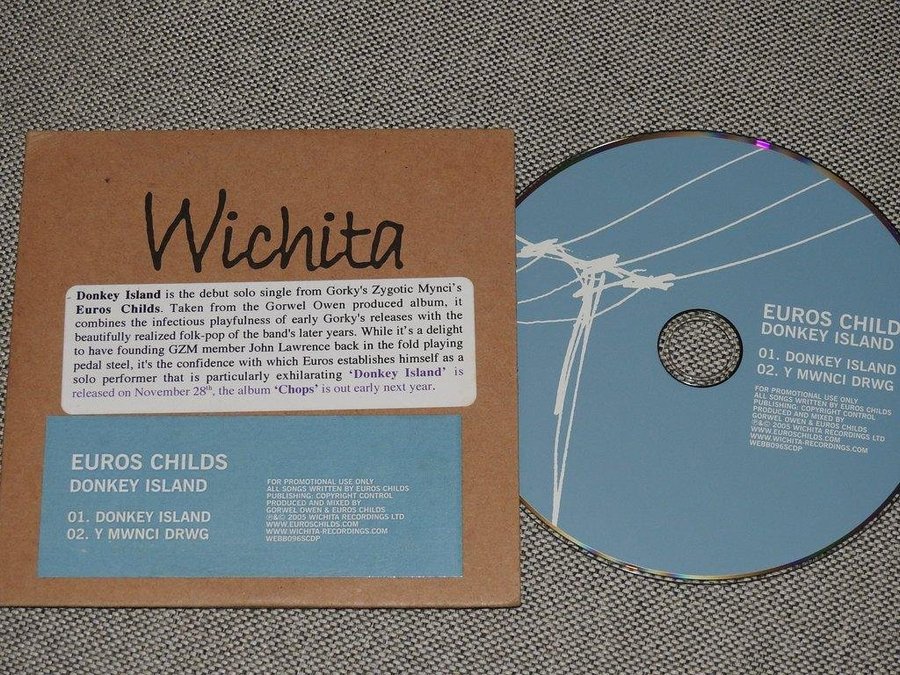 Wichita
Donkey Island is the debut solo single from Gorky's Zygotic Mynci's
Euros Childs. Taken from the Gorwel Owen produced album, it
combines the infectious playfulness of early Gorky's releases with the
beautifully realized folk-pop of the band's later years. While it's a delight
to have founding GZM member John Lawrence back in the fold playing
pedal steel, it's the confidence with which Euros establishes himself as a
solo performer that is particularly exhilarating 'Donkey Island' is
released on November 28th, the album 'Chops' is out early next year.
EUROS CHILDS
DONKEY ISLAND
01. DONKEY ISLAND
02. Y MWNCI DRWG
FOR PROMOTIONAL USE ONLY
ALL SONGS WRITTEN BY EUROS CHILDS
PUBLISHING: COPYRIGHT CONTROL
PRODUCED AND MIXED BY
GORWEL OWEN & EUROS CHILDS
℗&© 2005 WICHITA RECORDINGS LTD
WWW.EUROSCHILDS.COM
WWW.WICHITA-RECORDINGS.COM
WEBB096SCDP
EUROS CHILD
DONKEY ISLAND
01. DONKEY ISLAND
02. Y MWNCI DRWG
FOR PROMOTIONAL USE ONLY
ALL SONGS WRITTEN BY EUROS CHILDS
PUBLISHING: COPYRIGHT CONTROL
PRODUCED AND MIXED BY
GORWEL OWEN & EUROS CHILDS
℗&© 2005 WICHITA RECORDINGS LTD
WWW.EUROSCHILDS.COM
WWW.WICHITA-RECORDINGS.COM
WEBB096SCDP